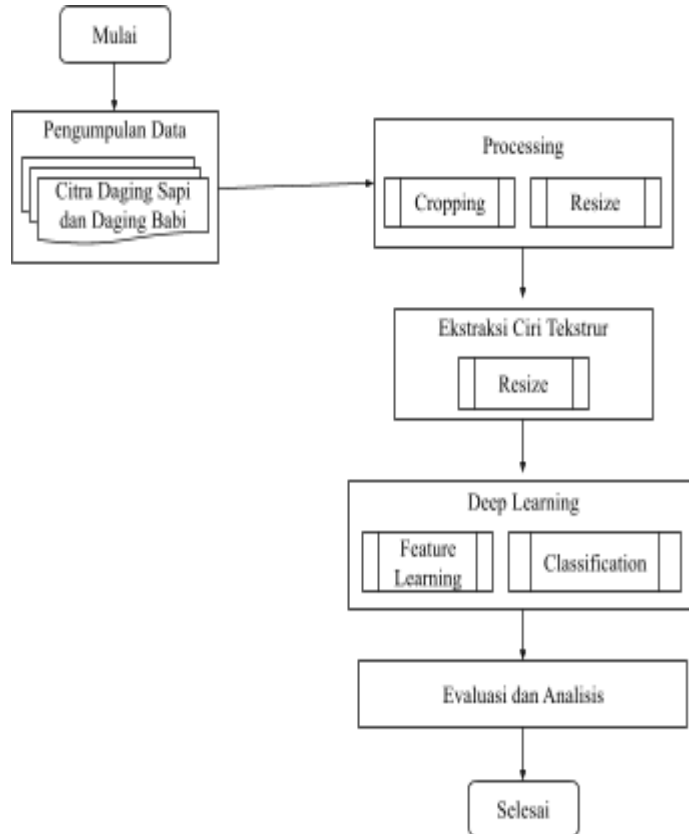 Mulai
Pengumpulan Data
Citra Daging Sapi
dan Daging Babi
Processing
Cropping
Resize
Ekstraksi Ciri Tekstrur
Resize
Deep Learning
Feature
Learning
Classification
Evaluasi dan Analisis
Selesai